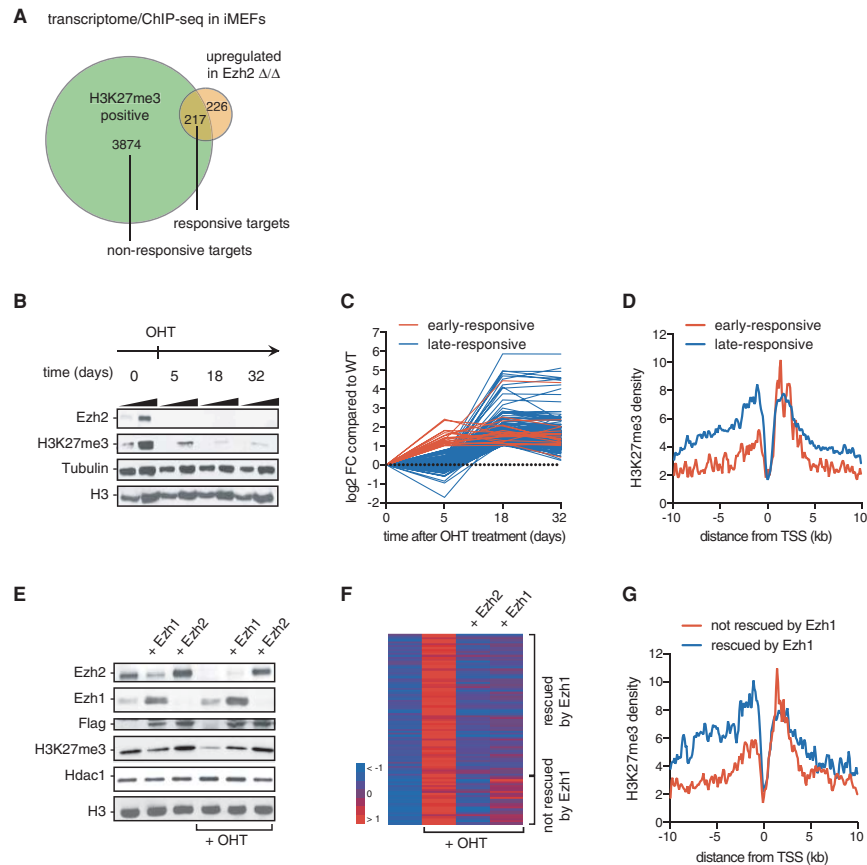 A transcriptome/ChIP-seq in iMEFs
upregulated
in Ezh2 Δ/Δ
H3K27me3
positive
226
217
3874
responsive targets
non-responsive targets
B
OHT
time (days) 0 5 18 32
Ezh2
H3K27me3
Tubulin
H3
C
early-responsive
late-responsive
log2 FC compared to WT
7
6
5
4
3
2
1
0
-1
-2
0 5 18 32
time after OHT treatment (days)
D
early-responsive
late-responsive
H3K27me3 density
12
10
8
6
4
2
0
-10 -5 0 5 10
distance from TSS (kb)
E
+ Ezh1 + Ezh2 + Ezh1 + Ezh2
Ezh2
Ezh1
Flag
H3K27me3
Hdac1
H3
+ OHT
F
+ Ezh2 + Ezh1
rescued
by Ezh1
not rescued
by Ezh1
< -1
0
> 1
+ OHT
G
not rescued by Ezh1
rescued by Ezh1
H3K27me3 density
12
10
8
6
4
2
0
-10 -5 0 5 10
distance from TSS (kb)